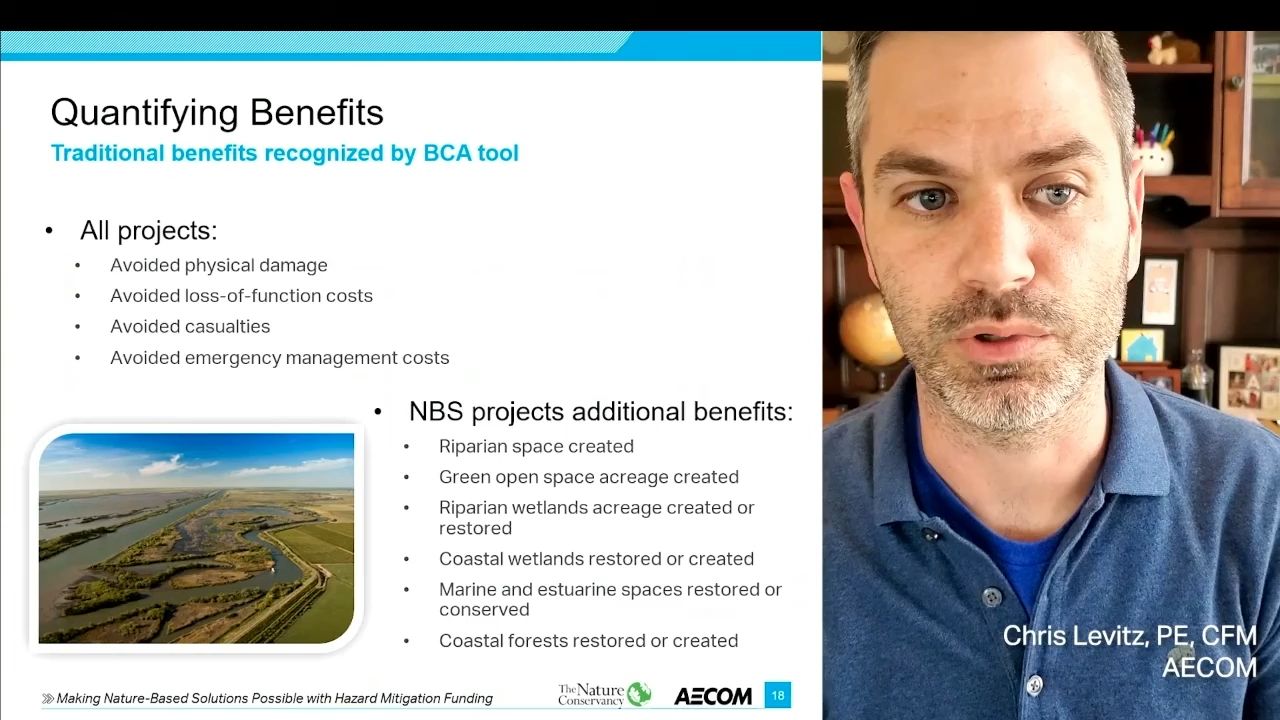 Quantifying Benefits
Traditional benefits recognized by BCA tool
• All projects:
• Avoided physical damage
• Avoided loss-of-function costs
• Avoided casualties
• Avoided emergency management costs
• NBS projects additional benefits:
• Riparian space created
• Green open space acreage created
• Riparian wetlands acreage created or
restored
• Coastal wetlands restored or created
• Marine and estuarine spaces restored or
conserved
• Coastal forests restored or created
Making Nature-Based Solutions Possible with Hazard Mitigation Funding
The Nature
Conservancy
AECOM
18
Chris Levitz, PE, CFM
AECOM